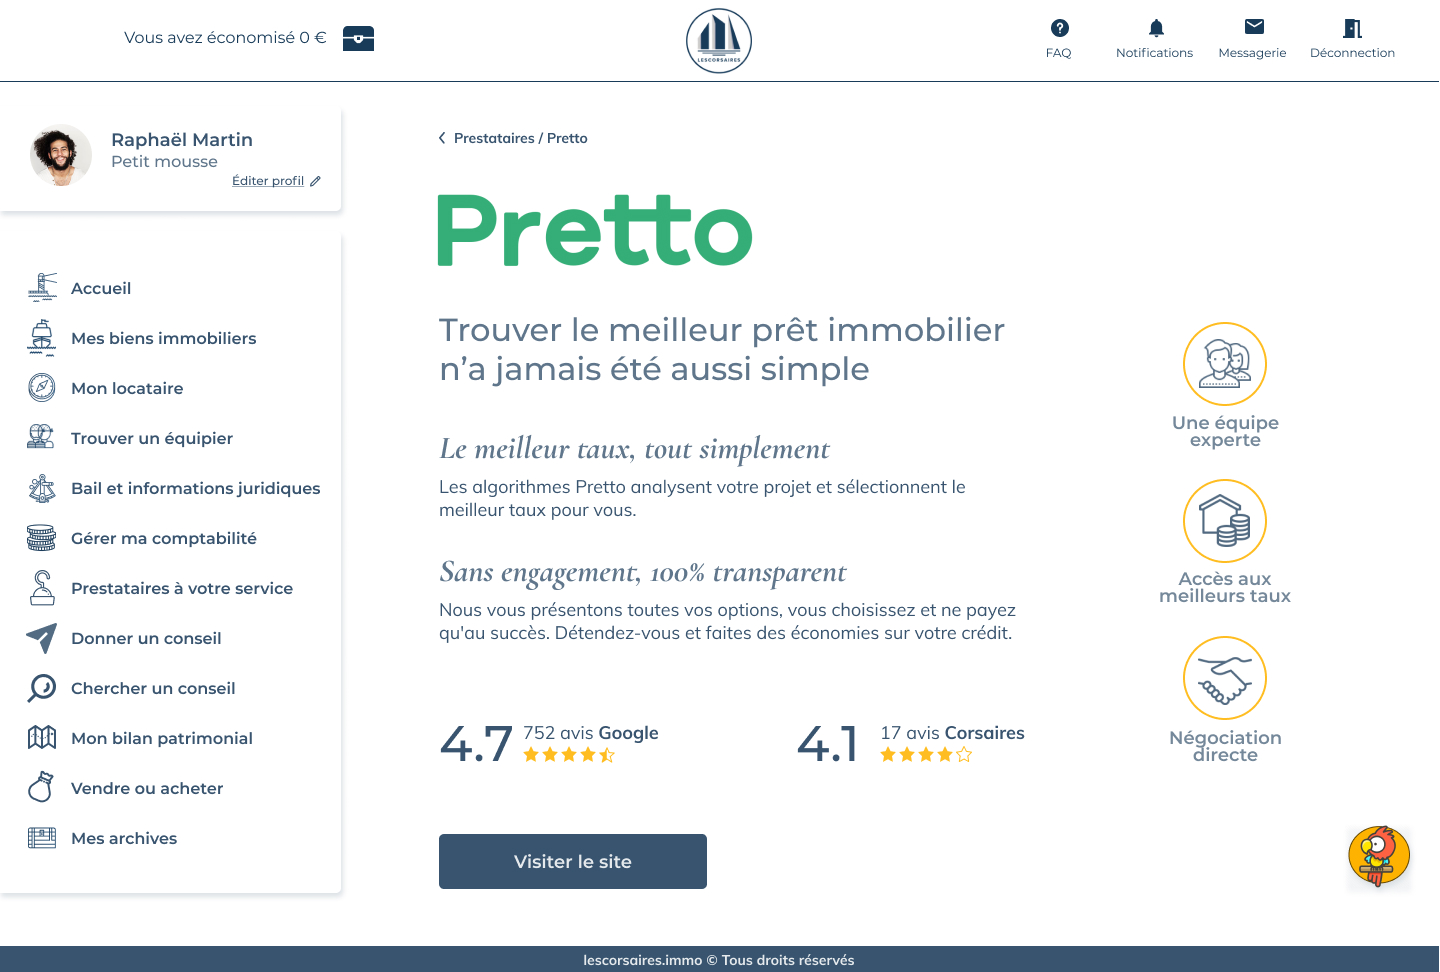 Vous avez économisé 0 €
LESCORSAIRES
FAQ
Notifications
Messagerie
Déconnection
Raphaël Martin
Petit mousse
Éditer profil
Accueil
Mes biens immobiliers
Mon locataire
Trouver un équipier
Bail et informations juridiques
Gérer ma comptabilité
Prestataires à votre service
Donner un conseil
Chercher un conseil
Mon bilan patrimonial
Vendre ou acheter
Mes archives
Prestataires / Pretto
Pretto
Trouver le meilleur prêt immobilier
n’a jamais été aussi simple
Le meilleur taux, tout simplement
Les algorithmes Pretto analysent votre projet et sélectionnent le
meilleur taux pour vous.
Sans engagement, 100% transparent
Nous vous présentons toutes vos options, vous choisissez et ne payez
qu'au succès. Détendez-vous et faites des économies sur votre crédit.
4.7
752 avis Google
4.1
17 avis Corsaires
Visiter le site
Une équipe
experte
Accès aux
meilleurs taux
Négociation
directe
lescorsaires.immo © Tous droits réservés